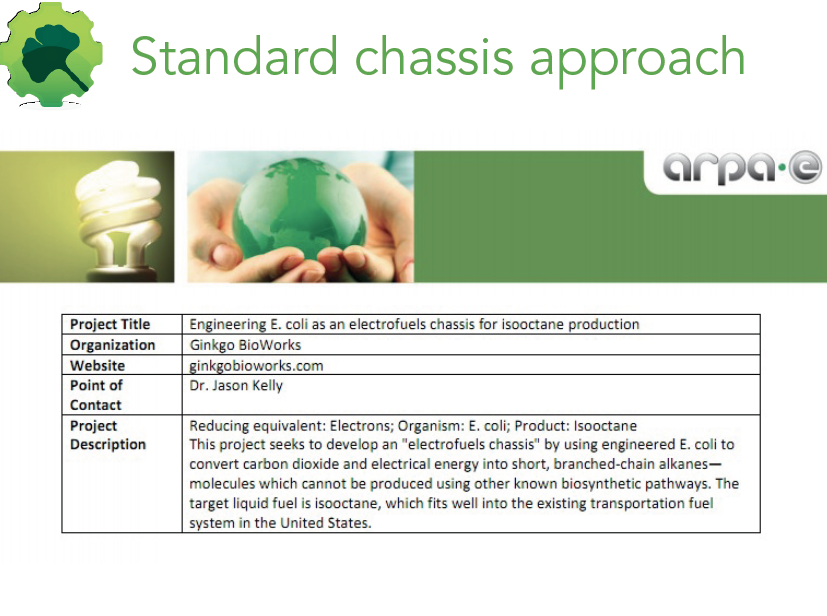 Standard chassis approach
arpa·e
Project Title Engineering E. coli as an electrofuels chassis for isooctane production
Organization Ginkgo BioWorks
Website ginkgobioworks.com
Point of Contact Dr. Jason Kelly
Project Description Reducing equivalent: Electrons; Organism: E. coli; Product: Isooctane
This project seeks to develop an "electrofuels chassis" by using engineered E. coli to
convert carbon dioxide and electrical energy into short, branched-chain alkanes—
molecules which cannot be produced using other known biosynthetic pathways. The
target liquid fuel is isooctane, which fits well into the existing transportation fuel
system in the United States.